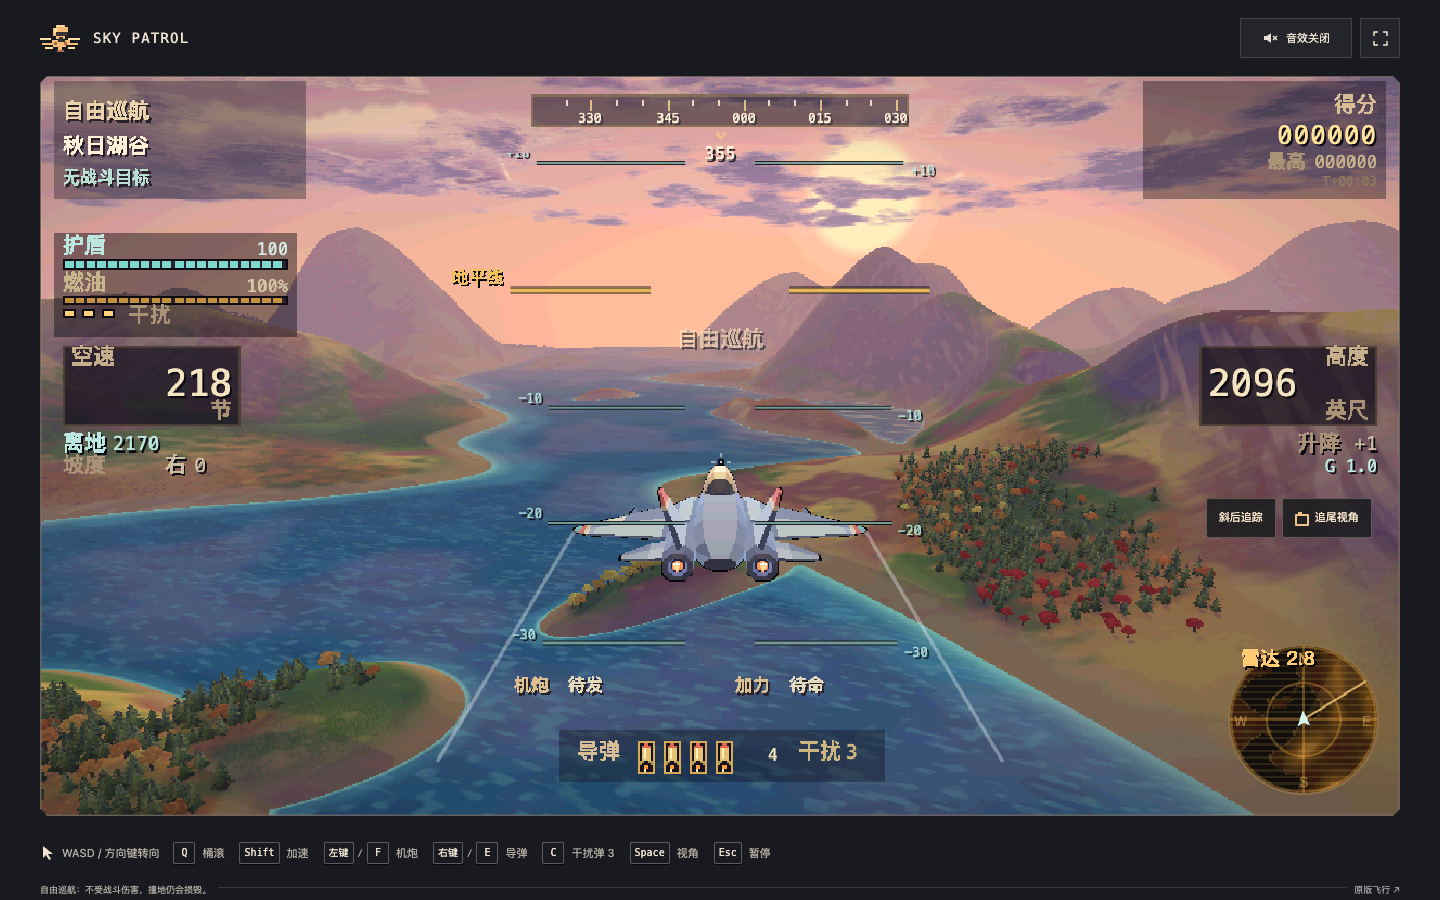 SKY PATROL
音效关闭
自由巡航
秋日湖谷
无战斗目标
330 345 000 015 030
355
得分
000000
最高 000000
T+00:03
+10 +10
护盾 100
燃油 100%
干扰
地平线
自由巡航
空速
218
节
离地 2170
坡度 右 0
高度
2096
英尺
升降 +1
G 1.0
-10 -10
-20 -20
-30 -30
斜后追踪
追尾视角
雷达 2.8
W E
S
机炮 待发 加力 待命
导弹 4 干扰 3
WASD / 方向键转向 Q 桶滚 Shift 加速 左键 / F 机炮 右键 / E 导弹 C 干扰弹 3 Space 视角 Esc 暂停
自由巡航：不受战斗伤害，撞地仍会损毁。
原版飞行 ↗